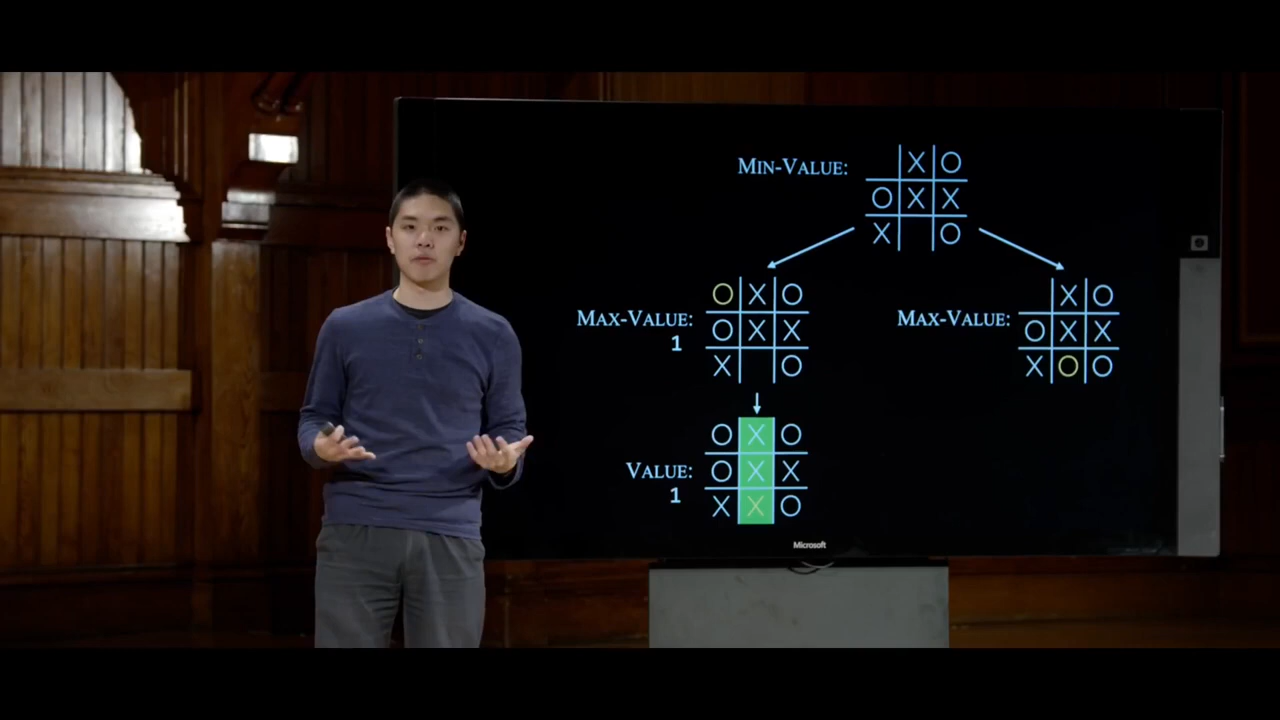 MIN-VALUE:
X O
O X X
X O
MAX-VALUE:
1
O X O
O X X
X O
MAX-VALUE:
X O
O X X
X O O
VALUE:
1
O X O
O X X
X X O
Microsoft